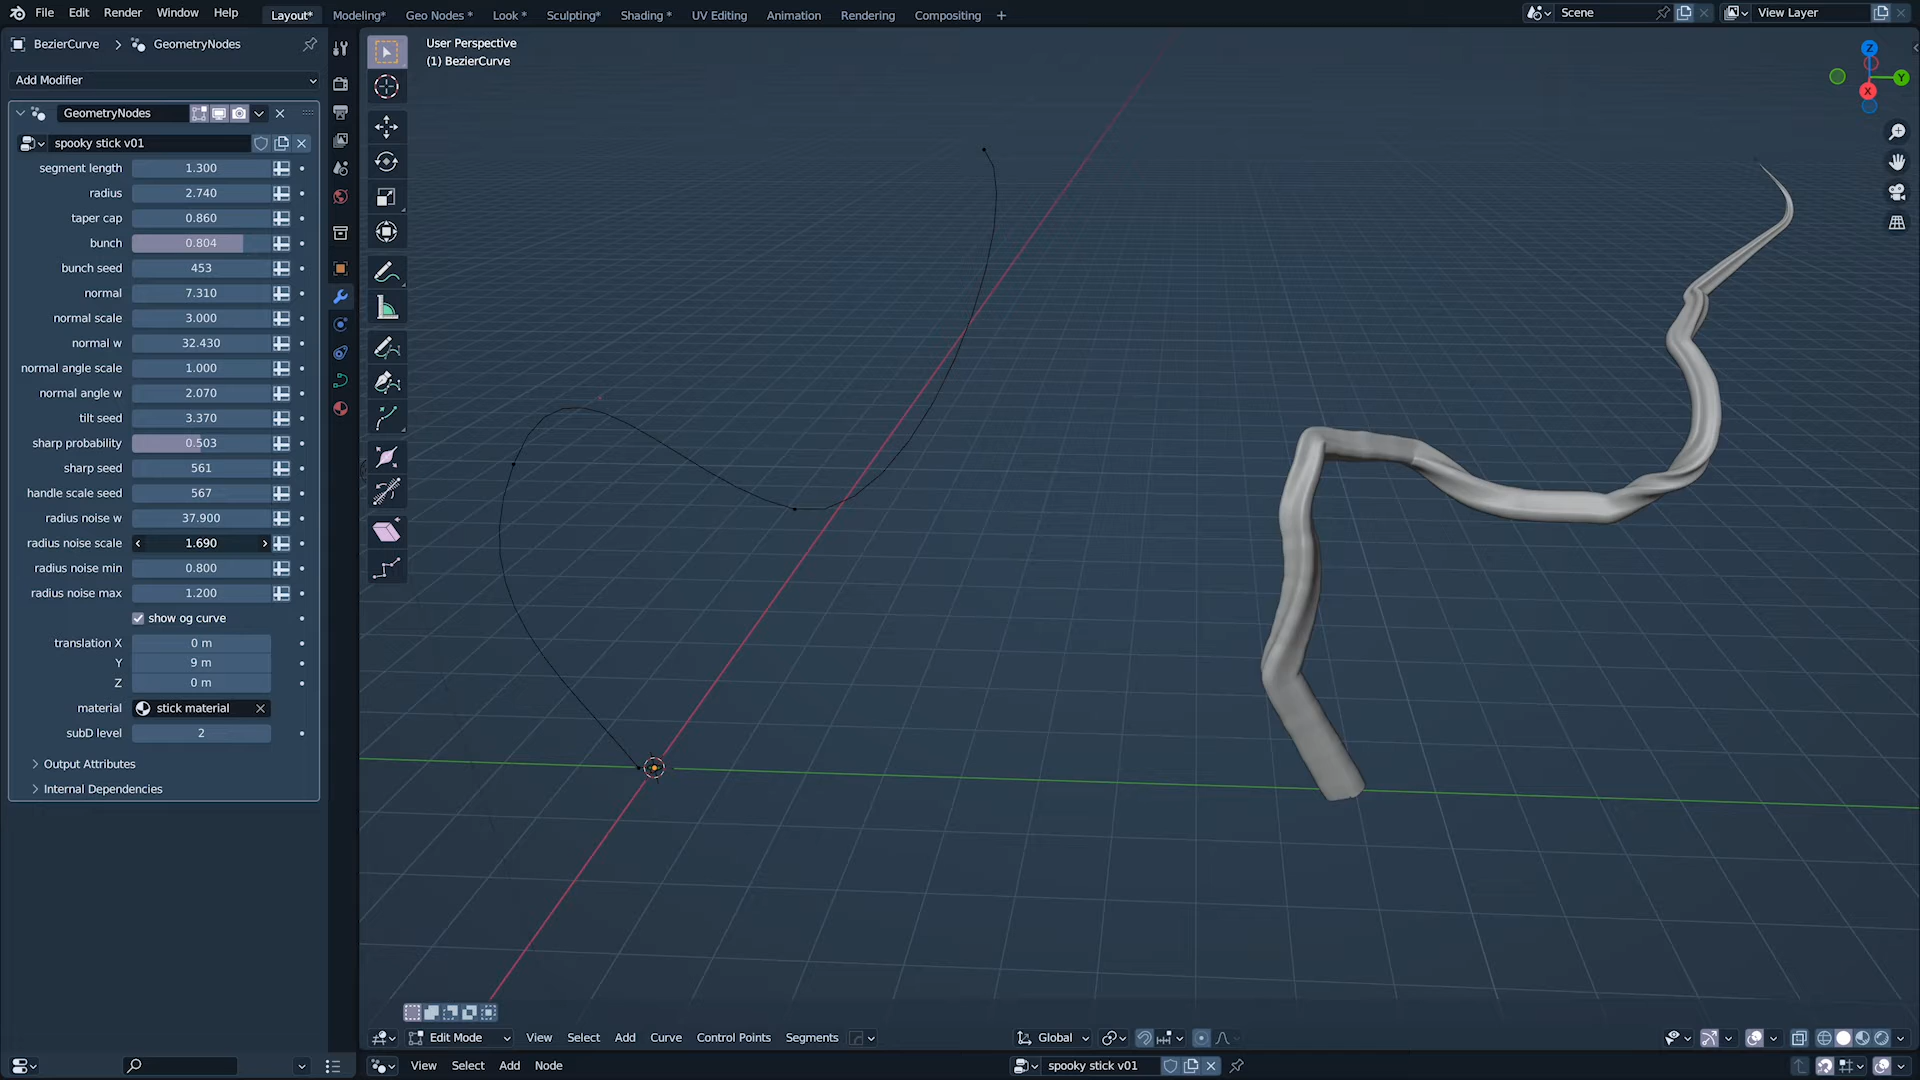 File Edit Render Window Help
Layout* Modeling* Geo Nodes * Look * Sculpting* Shading * UV Editing Animation Rendering Compositing +
Scene
View Layer
BezierCurve > GeometryNodes
Add Modifier
GeometryNodes
spooky stick v01
segment length 1.300
radius 2.740
taper cap 0.860
bunch 0.804
bunch seed 453
normal 7.310
normal scale 3.000
normal w 32.430
normal angle scale 1.000
normal angle w 2.070
tilt seed 3.370
sharp probability 0.503
sharp seed 561
handle scale seed 567
radius noise w 37.900
radius noise scale 1.690
radius noise min 0.800
radius noise max 1.200
show og curve
translation X 0 m
Y 9 m
Z 0 m
material stick material
subD level 2
Output Attributes
Internal Dependencies
User Perspective
(1) BezierCurve
Z
Y
X
Edit Mode View Select Add Curve Control Points Segments
Global
View Select Add Node
spooky stick v01